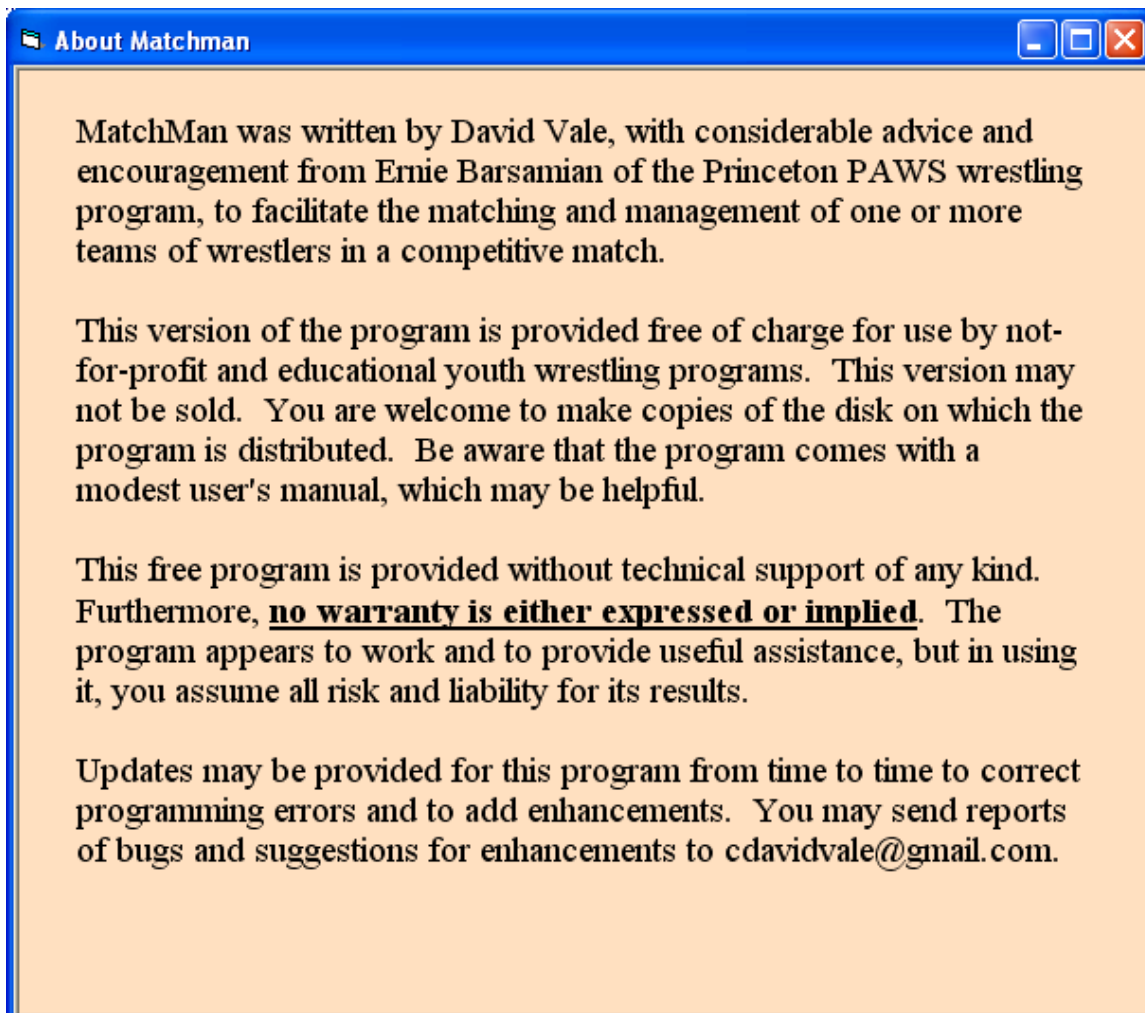 About Matchman
MatchMan was written by David Vale, with considerable advice and
encouragement from Ernie Barsamian of the Princeton PAWS wrestling
program, to facilitate the matching and management of one or more
teams of wrestlers in a competitive match.
This version of the program is provided free of charge for use by not-
for-profit and educational youth wrestling programs.  This version may
not be sold.  You are welcome to make copies of the disk on which the
program is distributed.  Be aware that the program comes with a
modest user's manual, which may be helpful.
This free program is provided without technical support of any kind.
Furthermore, no warranty is either expressed or implied.  The
program appears to work and to provide useful assistance, but in using
it, you assume all risk and liability for its results.
Updates may be provided for this program from time to time to correct
programming errors and to add enhancements.  You may send reports
of bugs and suggestions for enhancements to cdavidvale@gmail.com.